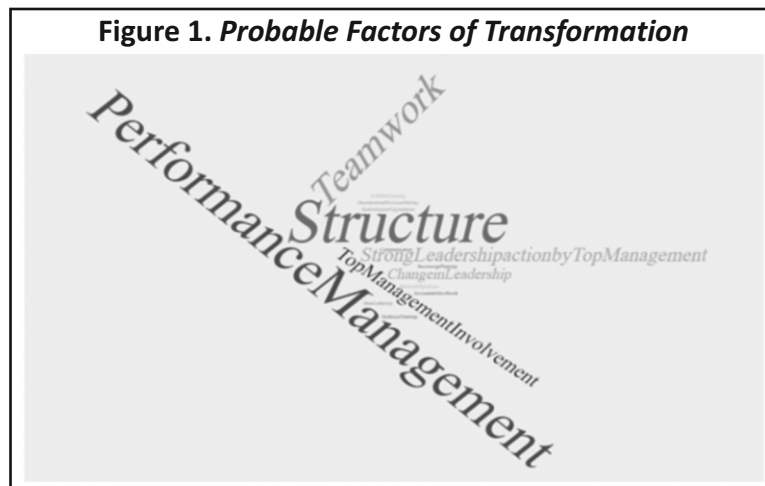 Figure 1. Probable Factors of Transformation
Teamwork
PerformanceManagement
Structure
StrongLeadershipactionbyTopManagement
TopManagementInvolvement
ChangeinLeadership